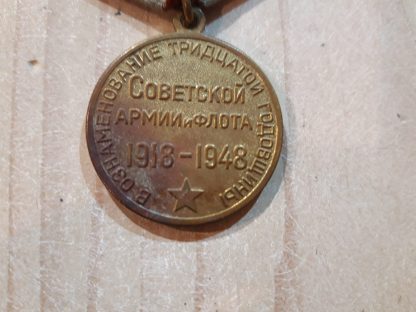 В ОЗНАМЕНОВАНИЕ ТРИДЦАТОЙ ГОДОВЩИНЫ
СОВЕТСКОЙ
АРМИИ и ФЛОТА
1918-1948